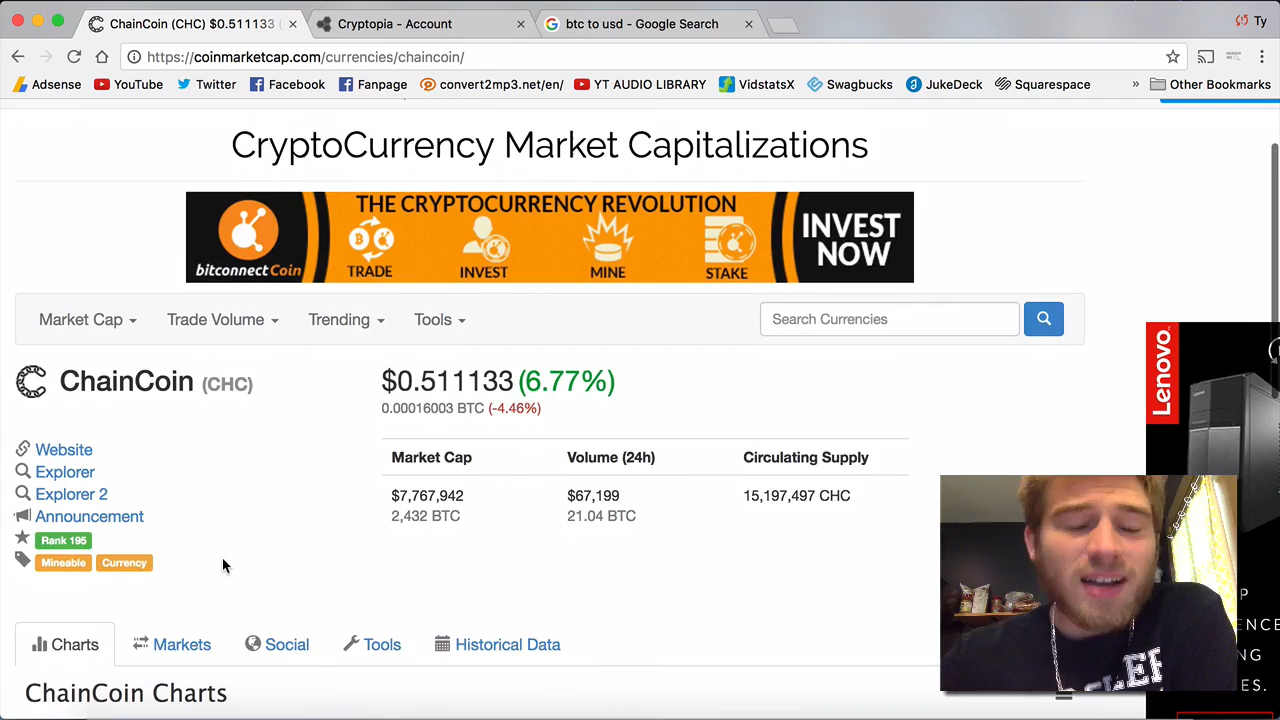 ChainCoin (CHC) $0.511133 (
Cryptopia - Account
btc to usd - Google Search
Ty
https://coinmarketcap.com/currencies/chaincoin/
Adsense
YouTube
Twitter
Facebook
Fanpage
convert2mp3.net/en/
YT AUDIO LIBRARY
VidstatsX
Swagbucks
JukeDeck
Squarespace
»
Other Bookmarks
CryptoCurrency Market Capitalizations
THE CRYPTOCURRENCY REVOLUTION
bitconnectCoin
TRADE
INVEST
MINE
STAKE
INVEST
NOW
Market Cap
Trade Volume
Trending
Tools
Search Currencies
Lenovo.
ChainCoin (CHC)
$0.511133 (6.77%)
0.00016003 BTC (-4.46%)
Website
Explorer
Explorer 2
Announcement
Rank 195
Mineable
Currency
Market Cap
Volume (24h)
Circulating Supply
$7,767,942
$67,199
15,197,497 CHC
2,432 BTC
21.04 BTC
P
ENCE
NG
ES.
Charts
Markets
Social
Tools
Historical Data
ChainCoin Charts